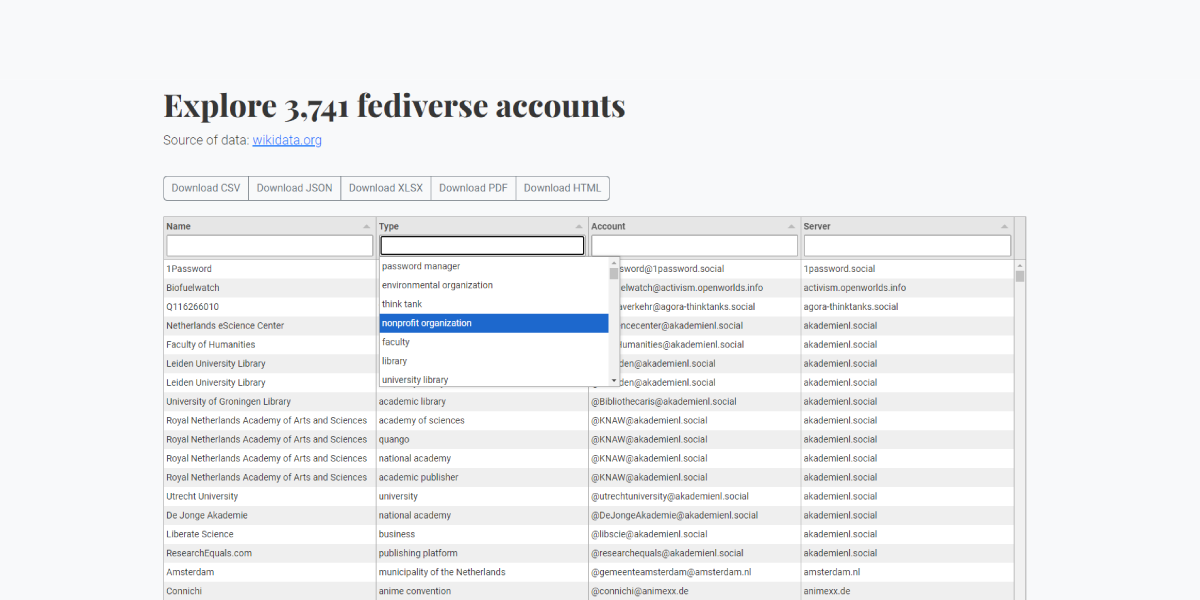 Explore 3,741 fediverse accounts
Source of data: wikidata.org
Download CSV Download JSON Download XLSX Download PDF Download HTML
Name Type Account Server
1Password password manager sword@1password.social 1password.social
Biofuelwatch environmental organization elwatch@activism.openworlds.info activism.openworlds.info
Q116266010 think tank averkehr@agora-thinktanks.social agora-thinktanks.social
Netherlands eScience Center nonprofit organization ncecenter@akademienl.social akademienl.social
Faculty of Humanities faculty Humanities@akademienl.social akademienl.social
Leiden University Library library den@akademienl.social akademienl.social
Leiden University Library university library en@akademienl.social akademienl.social
University of Groningen Library academic library @Bibliothecaris@akademienl.social akademienl.social
Royal Netherlands Academy of Arts and Sciences academy of sciences @KNAW@akademienl.social akademienl.social
Royal Netherlands Academy of Arts and Sciences quango @KNAW@akademienl.social akademienl.social
Royal Netherlands Academy of Arts and Sciences national academy @KNAW@akademienl.social akademienl.social
Royal Netherlands Academy of Arts and Sciences academic publisher @KNAW@akademienl.social akademienl.social
Utrecht University university @utrechtuniversity@akademienl.social akademienl.social
De Jonge Akademie national academy @DeJongeAkademie@akademienl.social akademienl.social
Liberate Science business @libscie@akademienl.social akademienl.social
ResearchEquals.com publishing platform @researchequals@akademienl.social akademienl.social
Amsterdam municipality of the Netherlands @gemeenteamsterdam@amsterdam.nl amsterdam.nl
Connichi anime convention @connichi@animexx.de animexx.de